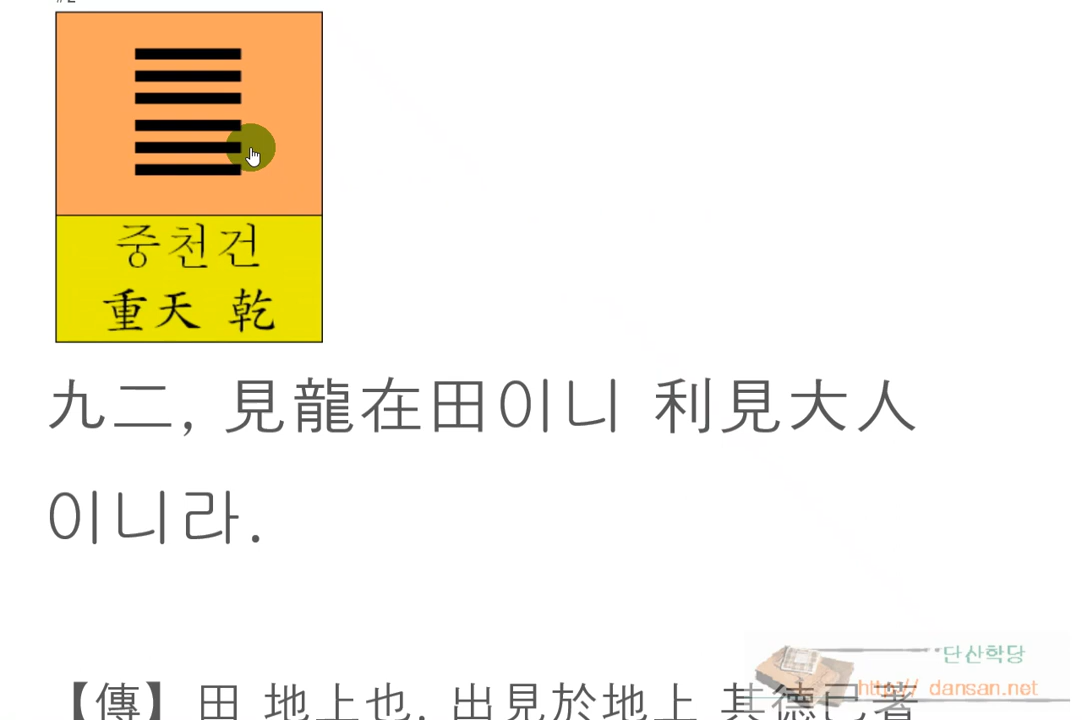 중천건
重天 乾
九二, 見龍在田이니 利見大人
이니라.
【傳】 田 地上也. 出見於地上 其德已著
단산학당
http:// dansan.net